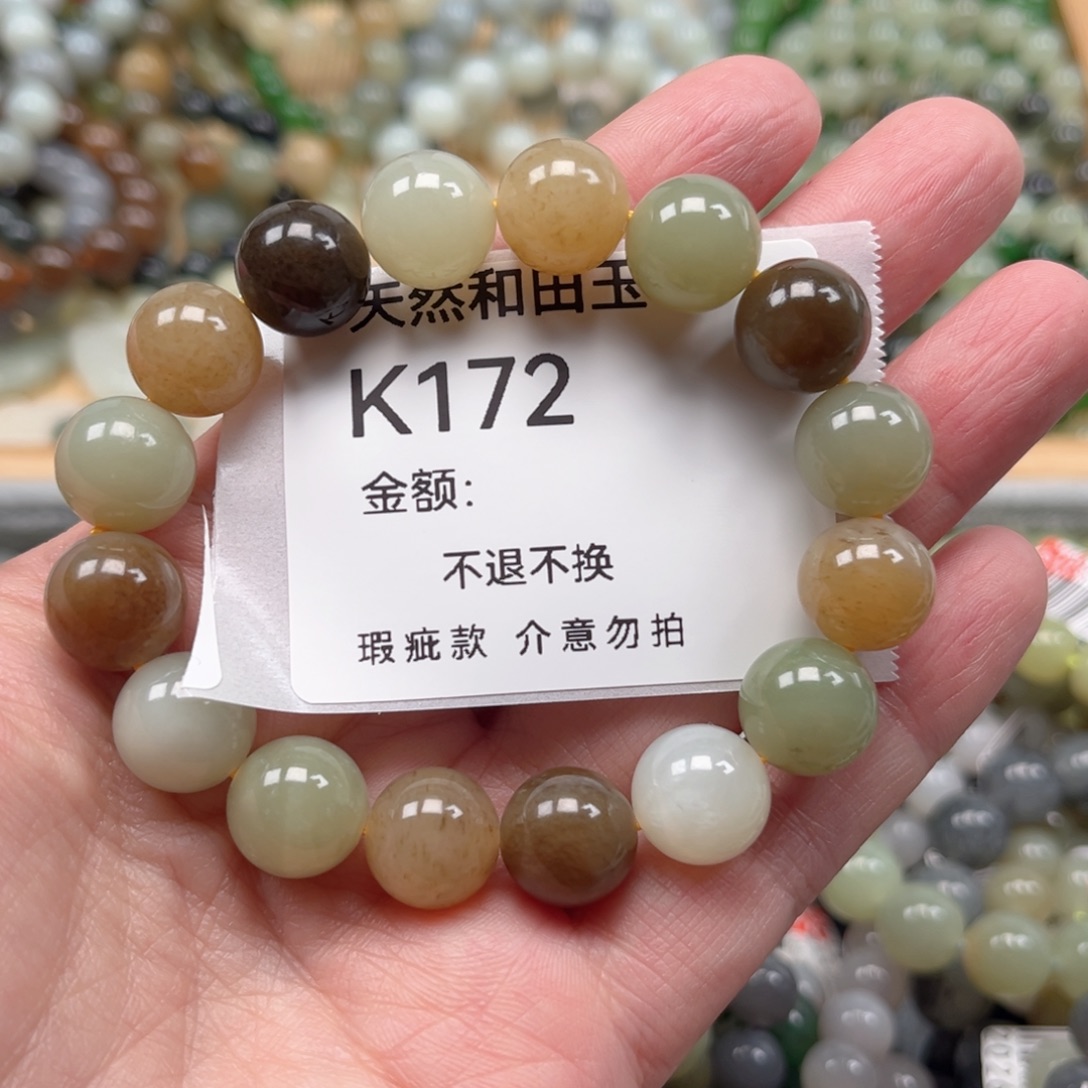 天然和田玉
K172
金额:
不退不换
瑕疵款 介意勿拍